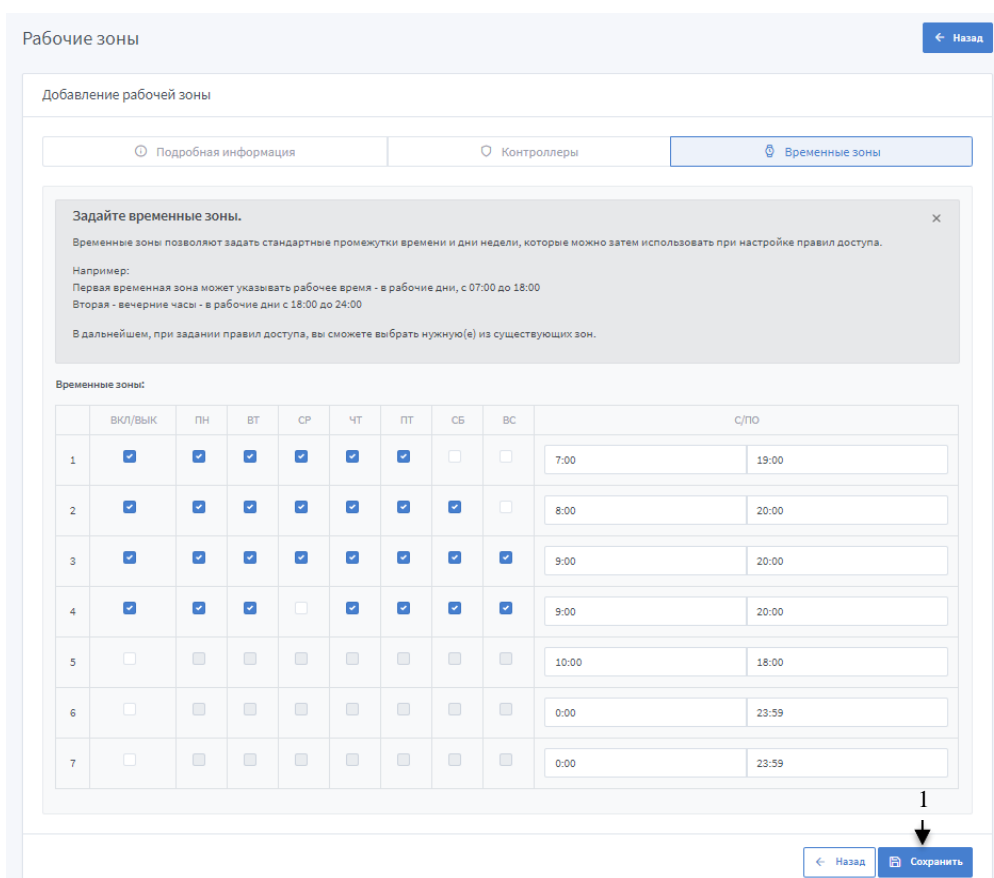 Рабочие зоны
← Назад
Добавление рабочей зоны
Подробная информация
Контроллеры
Временные зоны
Задайте временные зоны.
Временные зоны позволяют задать стандартные промежутки времени и дни недели, которые можно затем использовать при настройке правил доступа.
Например:
Первая временная зона может указывать рабочее время - в рабочие дни, с 07:00 до 18:00
Вторая - вечерние часы - в рабочие дни с 18:00 до 24:00
В дальнейшем, при задании правил доступа, вы сможете выбрать нужную(е) из существующих зон.
Временные зоны:
ВКЛ/ВЫК ПН ВТ СР ЧТ ПТ СБ ВС С/ПО
1 7:00 19:00
2 8:00 20:00
3 9:00 20:00
4 9:00 20:00
5 10:00 18:00
6 0:00 23:59
7 0:00 23:59
1
← Назад
Сохранить